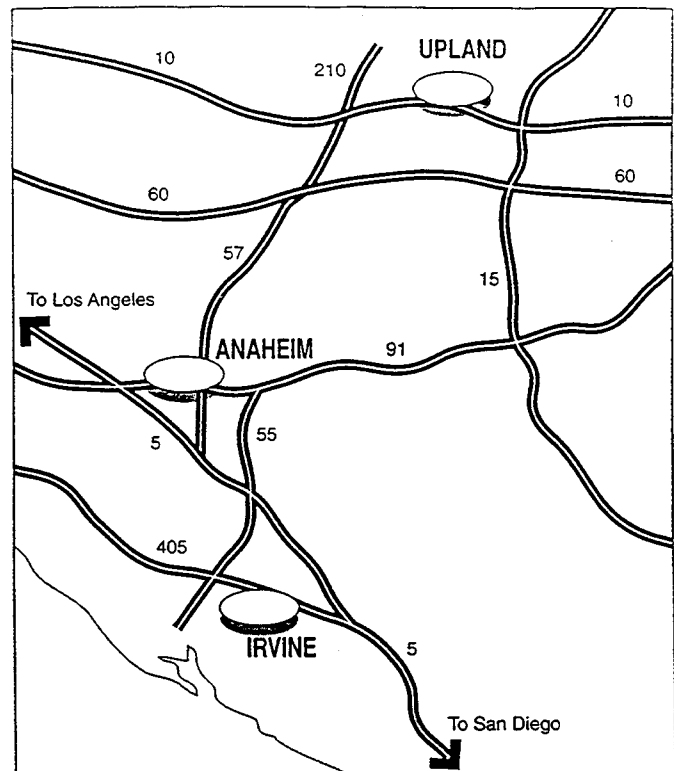 UPLAND
10
210
10
60
60
57
15
To Los Angeles
ANAHEIM
91
5
55
405
IRVINE
5
To San Diego